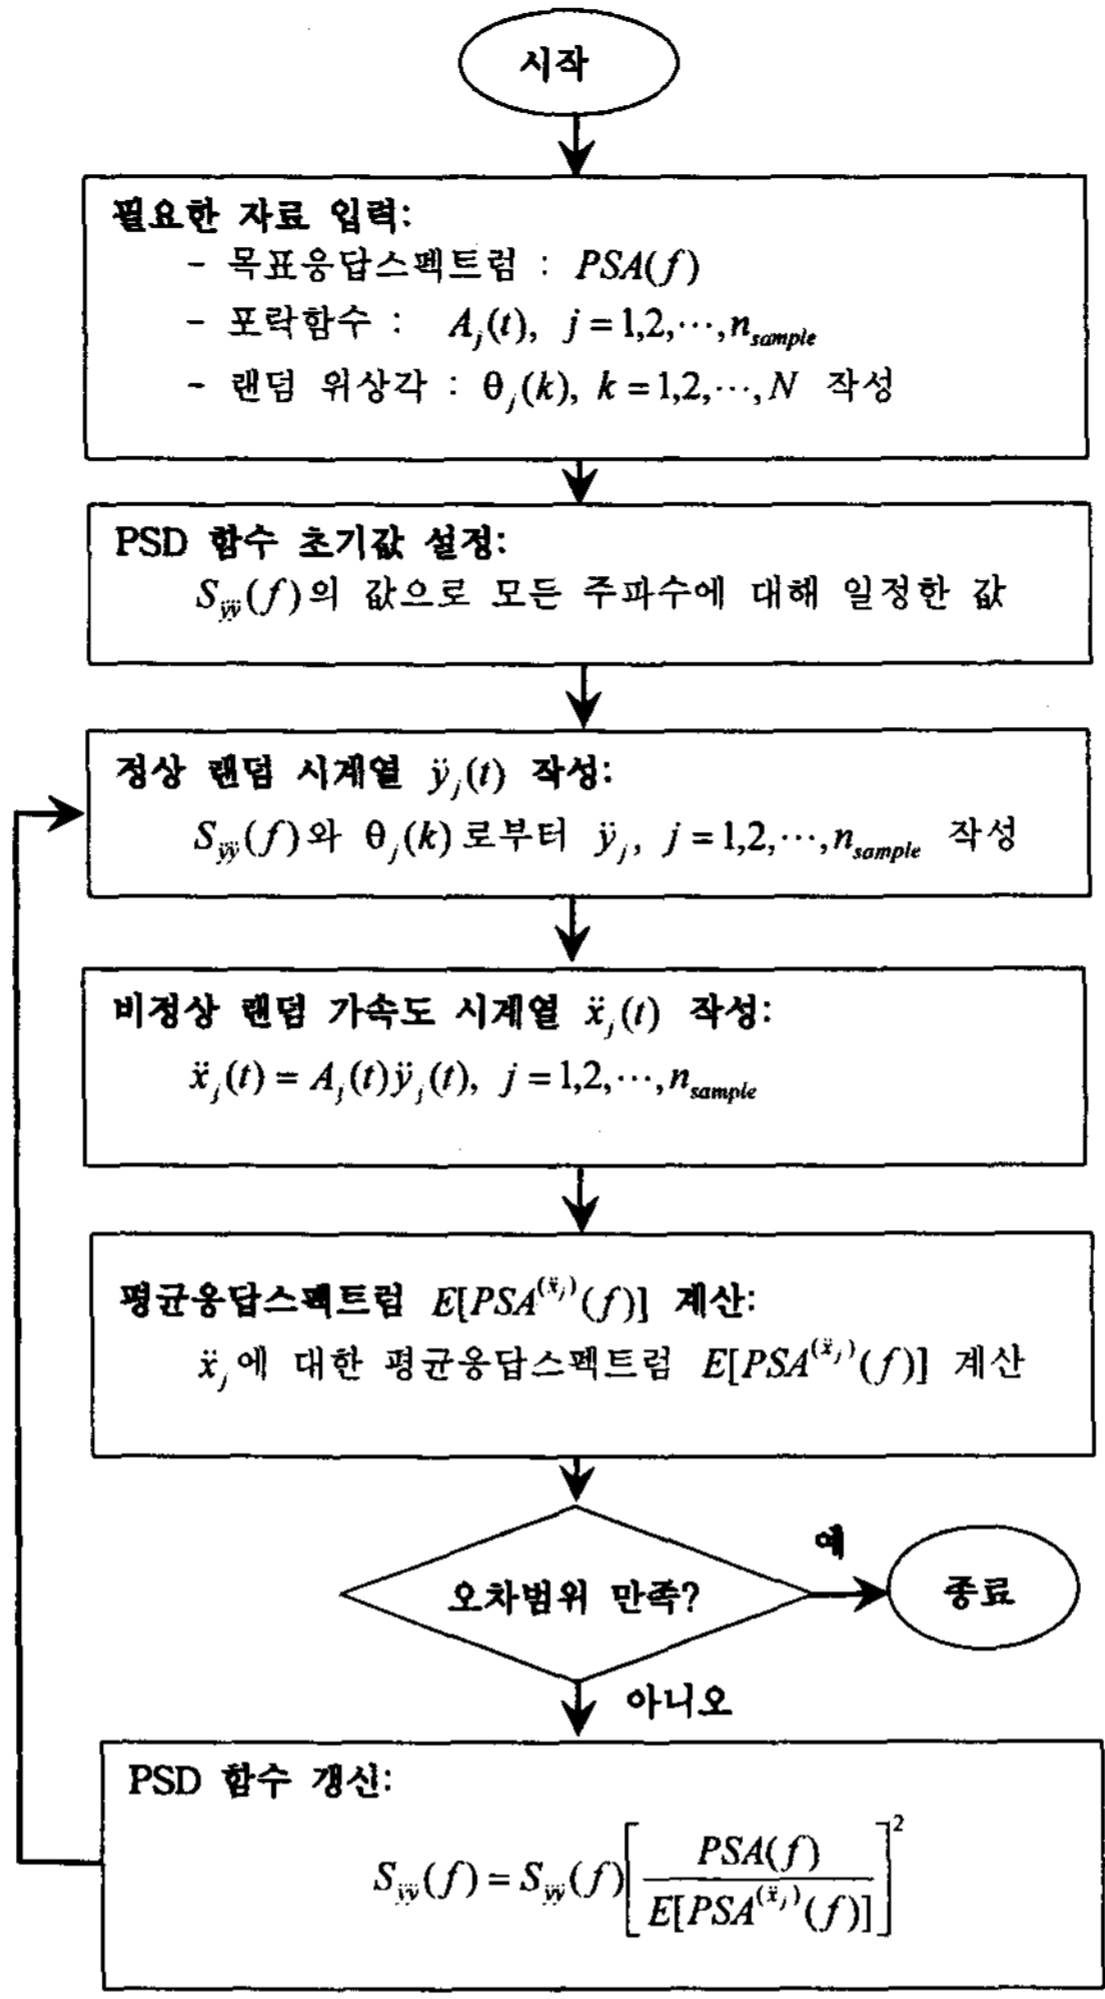 시작
필요한 자료 입력:
- 목표응답스펙트럼 : PSA(f)
- 포락함수 : A_j(t), j = 1,2,⋯,n_sample
- 랜덤 위상각 : θ_j(k), k = 1,2,⋯,N 작성
PSD 함수 초기값 설정:
S_ÿÿ(f)의 값으로 모든 주파수에 대해 일정한 값
정상 랜덤 시계열 ÿ_j(t) 작성:
S_ÿÿ(f)와 θ_j(k)로부터 ÿ_j, j = 1,2,⋯,n_sample 작성
비정상 랜덤 가속도 시계열 ẍ_j(t) 작성:
ẍ_j(t) = A_j(t)ÿ_j(t), j = 1,2,⋯,n_sample
평균응답스펙트럼 E[PSA^(ẍ_j)(f)] 계산:
ẍ_j에 대한 평균응답스펙트럼 E[PSA^(ẍ_j)(f)] 계산
오차범위 만족?
예
종료
아니오
PSD 함수 갱신:
S_ÿÿ(f) = S_ÿÿ(f)[PSA(f) / E[PSA^(ẍ_j)(f)]]^2